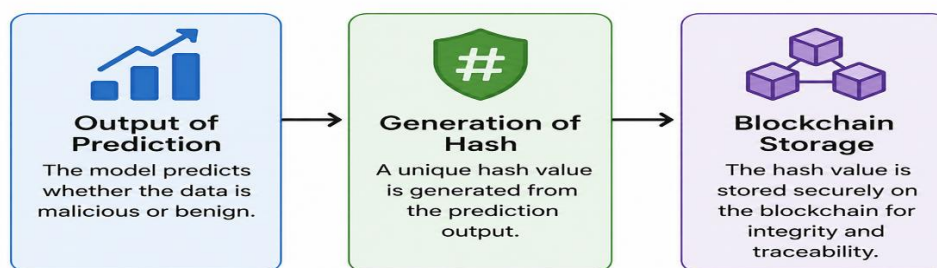 Output of
Prediction
The model predicts
whether the data is
malicious or benign.
#
Generation of
Hash
A unique hash value
is generated from
the prediction
output.
Blockchain
Storage
The hash value is
stored securely on
the blockchain for
integrity and
traceability.